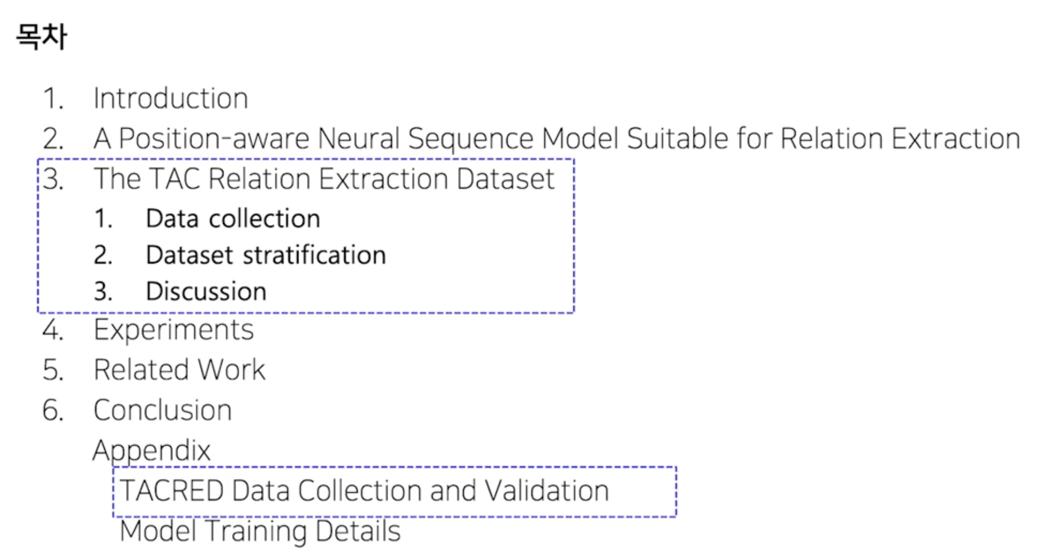 목차
1. Introduction
2. A Position-aware Neural Sequence Model Suitable for Relation Extraction
3. The TAC Relation Extraction Dataset
1. Data collection
2. Dataset stratification
3. Discussion
4. Experiments
5. Related Work
6. Conclusion
Appendix
TACRED Data Collection and Validation
Model Training Details